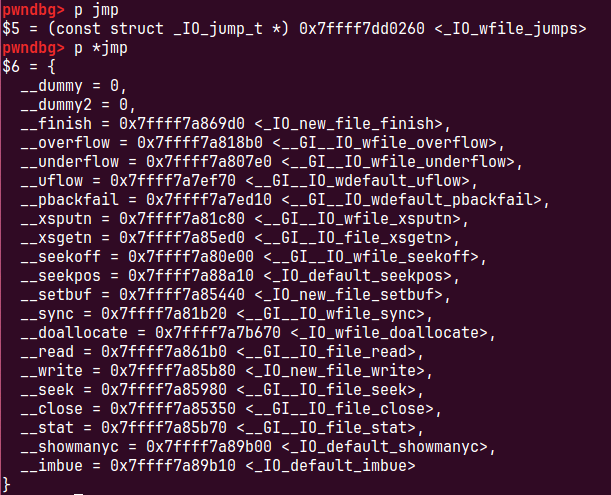 pwndbg> p jmp
$5 = (const struct _IO_jump_t *) 0x7ffff7dd0260 <_IO_wfile_jumps>
pwndbg> p *jmp
$6 = {
  __dummy = 0,
  __dummy2 = 0,
  __finish = 0x7ffff7a869d0 <_IO_new_file_finish>,
  __overflow = 0x7ffff7a818b0 <__GI__IO_wfile_overflow>,
  __underflow = 0x7ffff7a807e0 <__GI__IO_wfile_underflow>,
  __uflow = 0x7ffff7a7ef70 <__GI__IO_wdefault_uflow>,
  __pbackfail = 0x7ffff7a7ed10 <__GI__IO_wdefault_pbackfail>,
  __xsputn = 0x7ffff7a81c80 <__GI__IO_wfile_xsputn>,
  __xsgetn = 0x7ffff7a85ed0 <__GI__IO_file_xsgetn>,
  __seekoff = 0x7ffff7a80e00 <__GI__IO_wfile_seekoff>,
  __seekpos = 0x7ffff7a88a10 <_IO_default_seekpos>,
  __setbuf = 0x7ffff7a85440 <_IO_new_file_setbuf>,
  __sync = 0x7ffff7a81b20 <__GI__IO_wfile_sync>,
  __doallocate = 0x7ffff7a7b670 <_IO_wfile_doallocate>,
  __read = 0x7ffff7a861b0 <__GI__IO_file_read>,
  __write = 0x7ffff7a85b80 <_IO_new_file_write>,
  __seek = 0x7ffff7a85980 <__GI__IO_file_seek>,
  __close = 0x7ffff7a85350 <__GI__IO_file_close>,
  __stat = 0x7ffff7a85b70 <__GI__IO_file_stat>,
  __showmanyc = 0x7ffff7a89b00 <_IO_default_showmanyc>,
  __imbue = 0x7ffff7a89b10 <_IO_default_imbue>
}